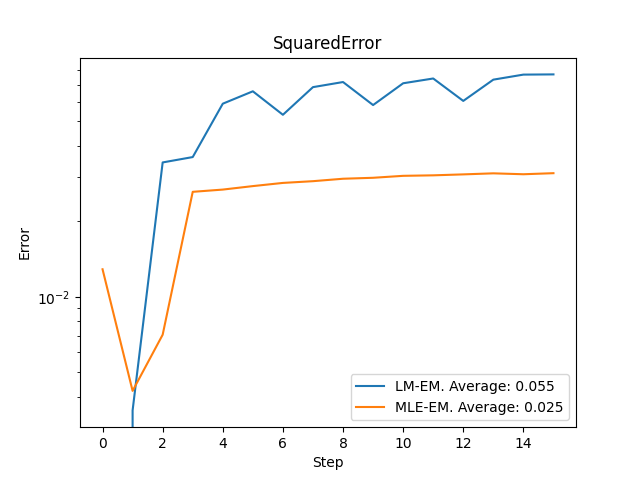 SquaredError
Error
10^-2
LM-EM. Average: 0.055
MLE-EM. Average: 0.025
0 2 4 6 8 10 12 14
Step